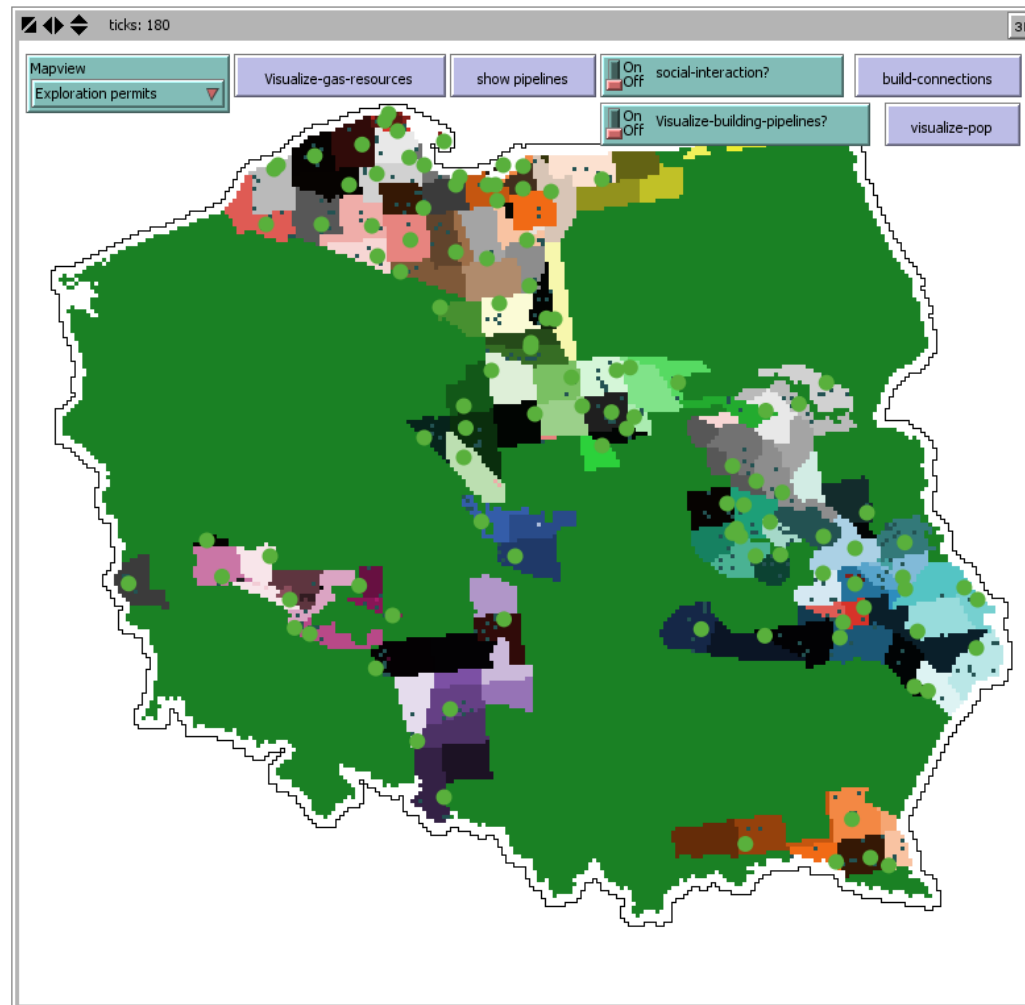 ticks: 180
3
Mapview
Exploration permits
Visualize-gas-resources
show pipelines
On
Off
social-interaction?
build-connections
On
Off
Visualize-building-pipelines?
visualize-pop